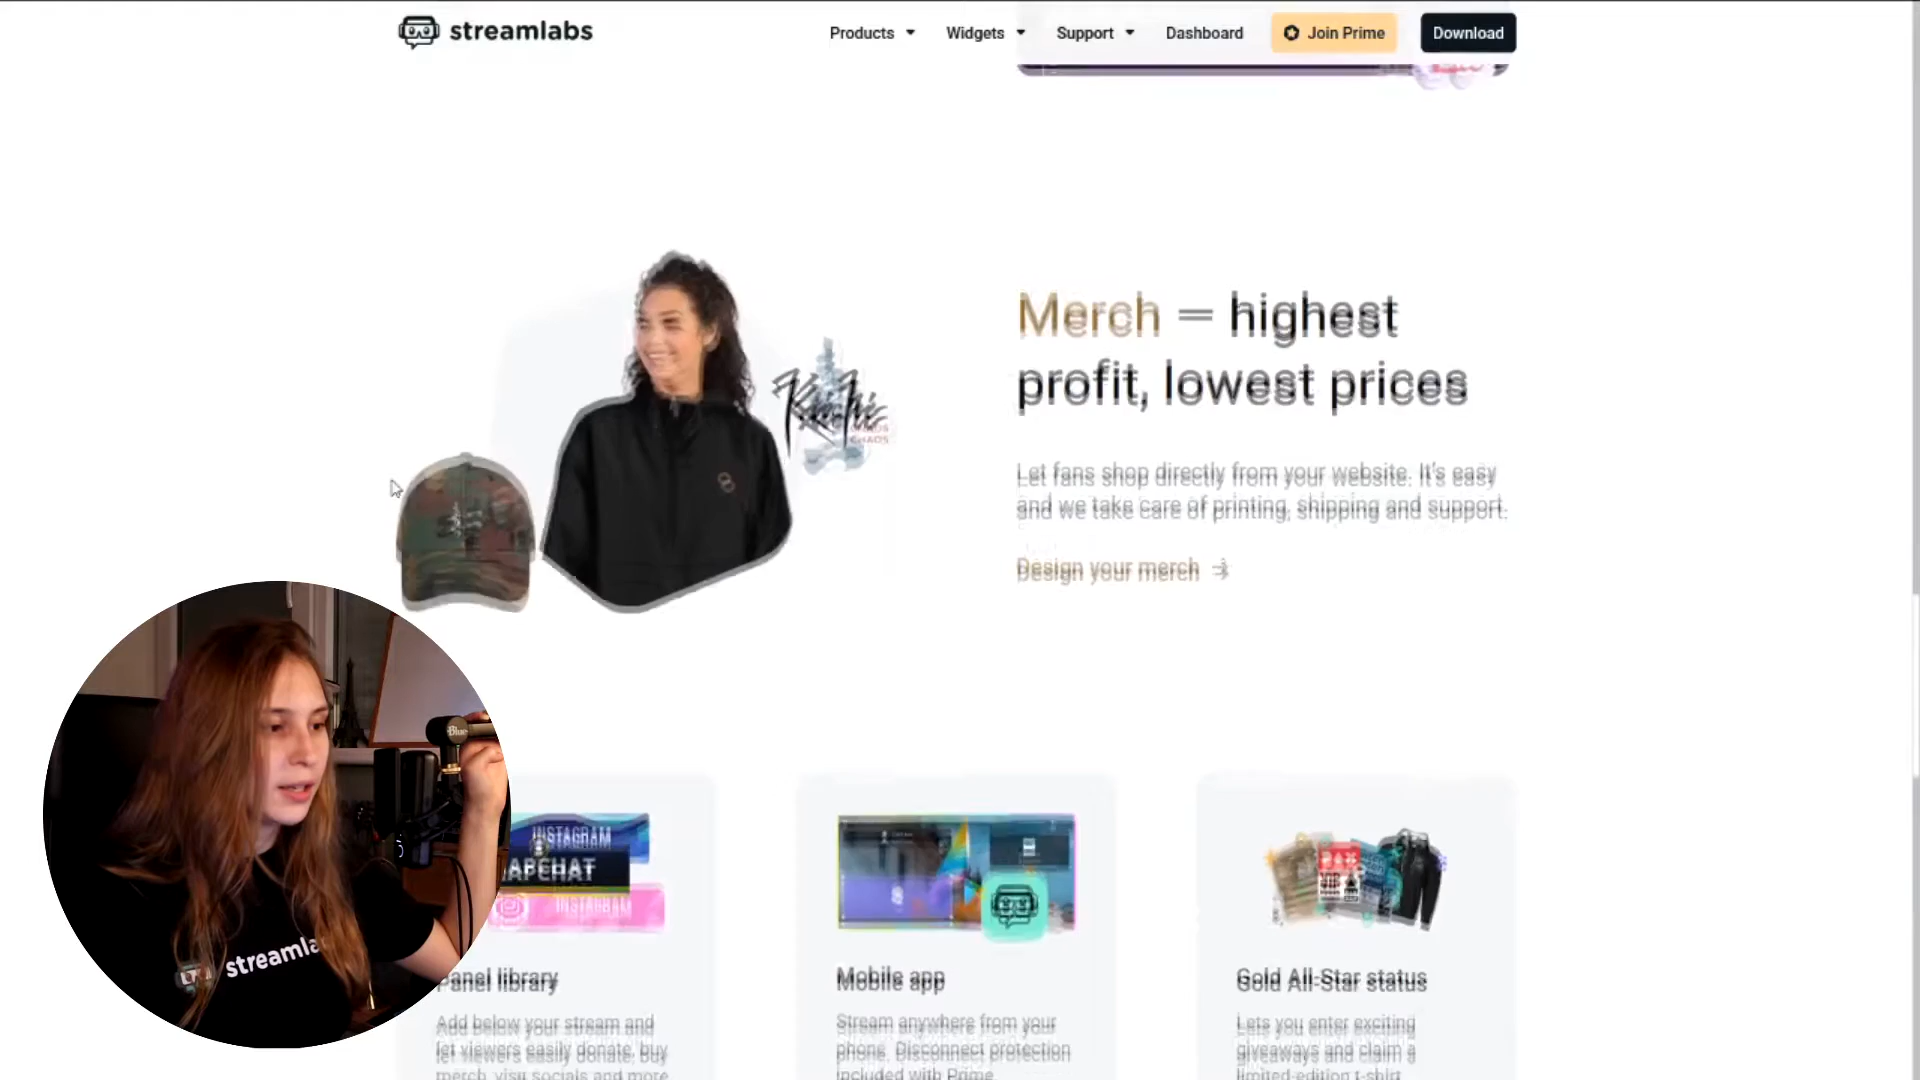 streamlabs
Products
Widgets
Support
Dashboard
Join Prime
Download
Merch = highest
profit, lowest prices
Let fans shop directly from your website. It's easy
and we take care of printing, shipping and support.
Design your merch
Blue
streamla
INSTAGRAM
APCHAT
INSTAGRAM
Panel library
Add below your stream and
let viewers easily donate, buy
merch, visit socials and more
Mobile app
Stream anywhere from your
phone. Disconnect protection
included with Prime.
Gold All-Star status
Lets you enter exciting
giveaways and claim a
limited-edition t-shirt